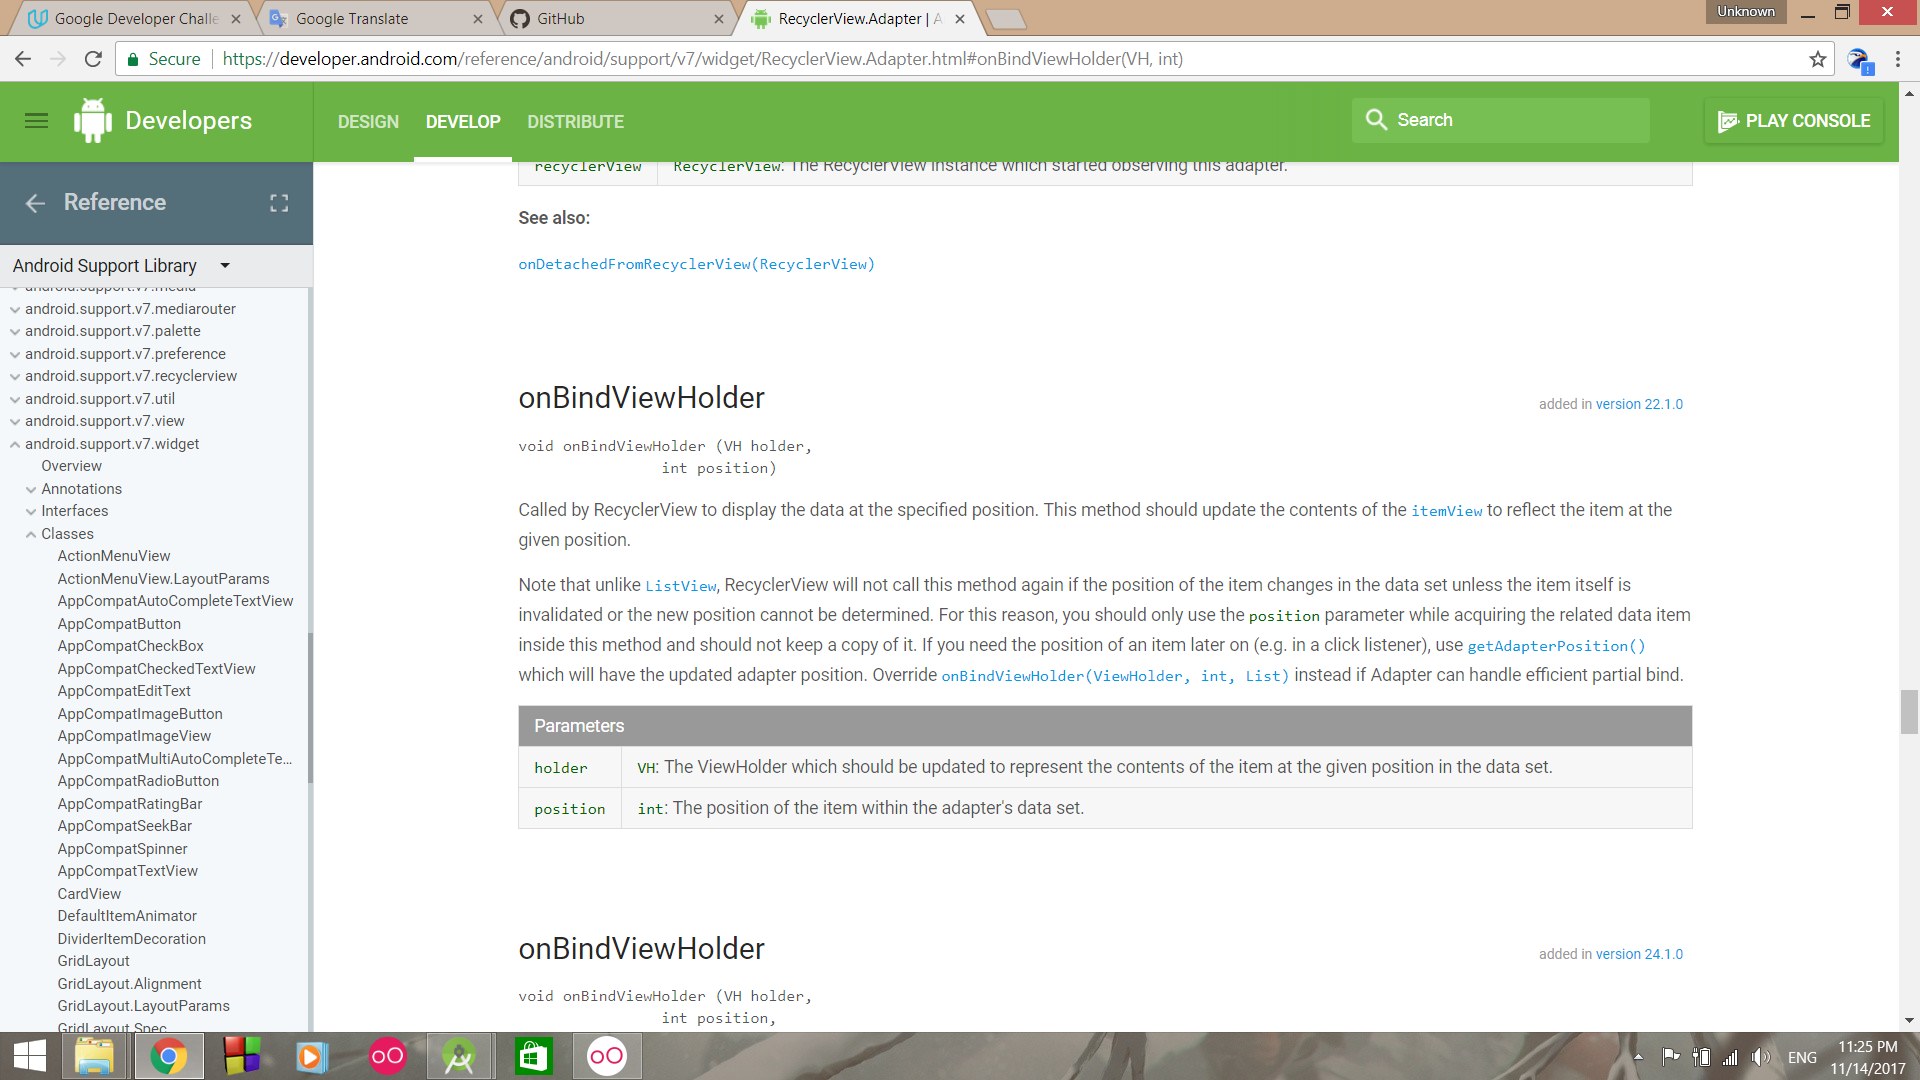 Google Developer Challe
Google Translate
GitHub
RecyclerView.Adapter | A
Unknown
Secure
https://developer.android.com/reference/android/support/v7/widget/RecyclerView.Adapter.html#onBindViewHolder(VH, int)
Developers
DESIGN
DEVELOP
DISTRIBUTE
Search
PLAY CONSOLE
Reference
Android Support Library
android.support.v7.media
android.support.v7.mediarouter
android.support.v7.palette
android.support.v7.preference
android.support.v7.recyclerview
android.support.v7.util
android.support.v7.view
android.support.v7.widget
Overview
Annotations
Interfaces
Classes
ActionMenuView
ActionMenuView.LayoutParams
AppCompatAutoCompleteTextView
AppCompatButton
AppCompatCheckBox
AppCompatCheckedTextView
AppCompatEditText
AppCompatImageButton
AppCompatImageView
AppCompatMultiAutoCompleteTe...
AppCompatRadioButton
AppCompatRatingBar
AppCompatSeekBar
AppCompatSpinner
AppCompatTextView
CardView
DefaultItemAnimator
DividerItemDecoration
GridLayout
GridLayout.Alignment
GridLayout.LayoutParams
GridLayout.Spec
recyclerView RecyclerView: The RecyclerView instance which started observing this adapter.
See also:
onDetachedFromRecyclerView(RecyclerView)
onBindViewHolder
added in version 22.1.0
void onBindViewHolder (VH holder,
int position)
Called by RecyclerView to display the data at the specified position. This method should update the contents of the itemView to reflect the item at the
given position.
Note that unlike ListView, RecyclerView will not call this method again if the position of the item changes in the data set unless the item itself is
invalidated or the new position cannot be determined. For this reason, you should only use the position parameter while acquiring the related data item
inside this method and should not keep a copy of it. If you need the position of an item later on (e.g. in a click listener), use getAdapterPosition()
which will have the updated adapter position. Override onBindViewHolder(ViewHolder, int, List) instead if Adapter can handle efficient partial bind.
Parameters
holder VH: The ViewHolder which should be updated to represent the contents of the item at the given position in the data set.
position int: The position of the item within the adapter's data set.
onBindViewHolder
added in version 24.1.0
void onBindViewHolder (VH holder,
int position,
ENG
11:25 PM
11/14/2017